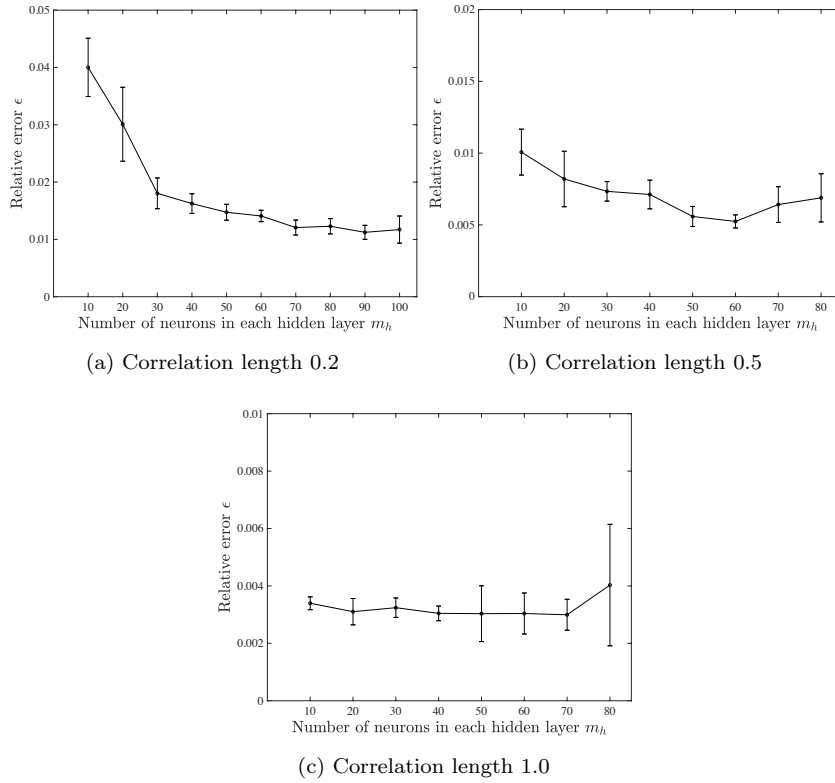 0.05
0.04
0.03
0.02
0.01
0
Relative error ϵ
10 20 30 40 50 60 70 80 90 100
Number of neurons in each hidden layer m_h
(a) Correlation length 0.2
0.02
0.015
0.01
0.005
0
Relative error ϵ
10 20 30 40 50 60 70 80
Number of neurons in each hidden layer m_h
(b) Correlation length 0.5
0.01
0.008
0.006
0.004
0.002
0
Relative error ϵ
10 20 30 40 50 60 70 80
Number of neurons in each hidden layer m_h
(c) Correlation length 1.0